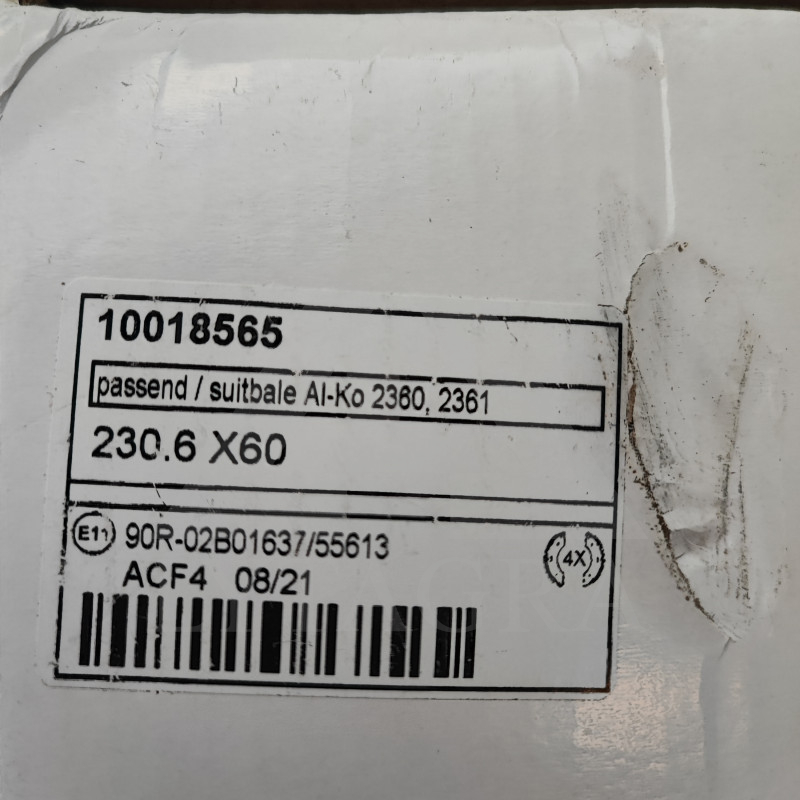 10018565
passend / suitbale Al-Ko 2360, 2361
230.6 X60
E11 90R-02B01637/55613
4X
ACF4 08/21